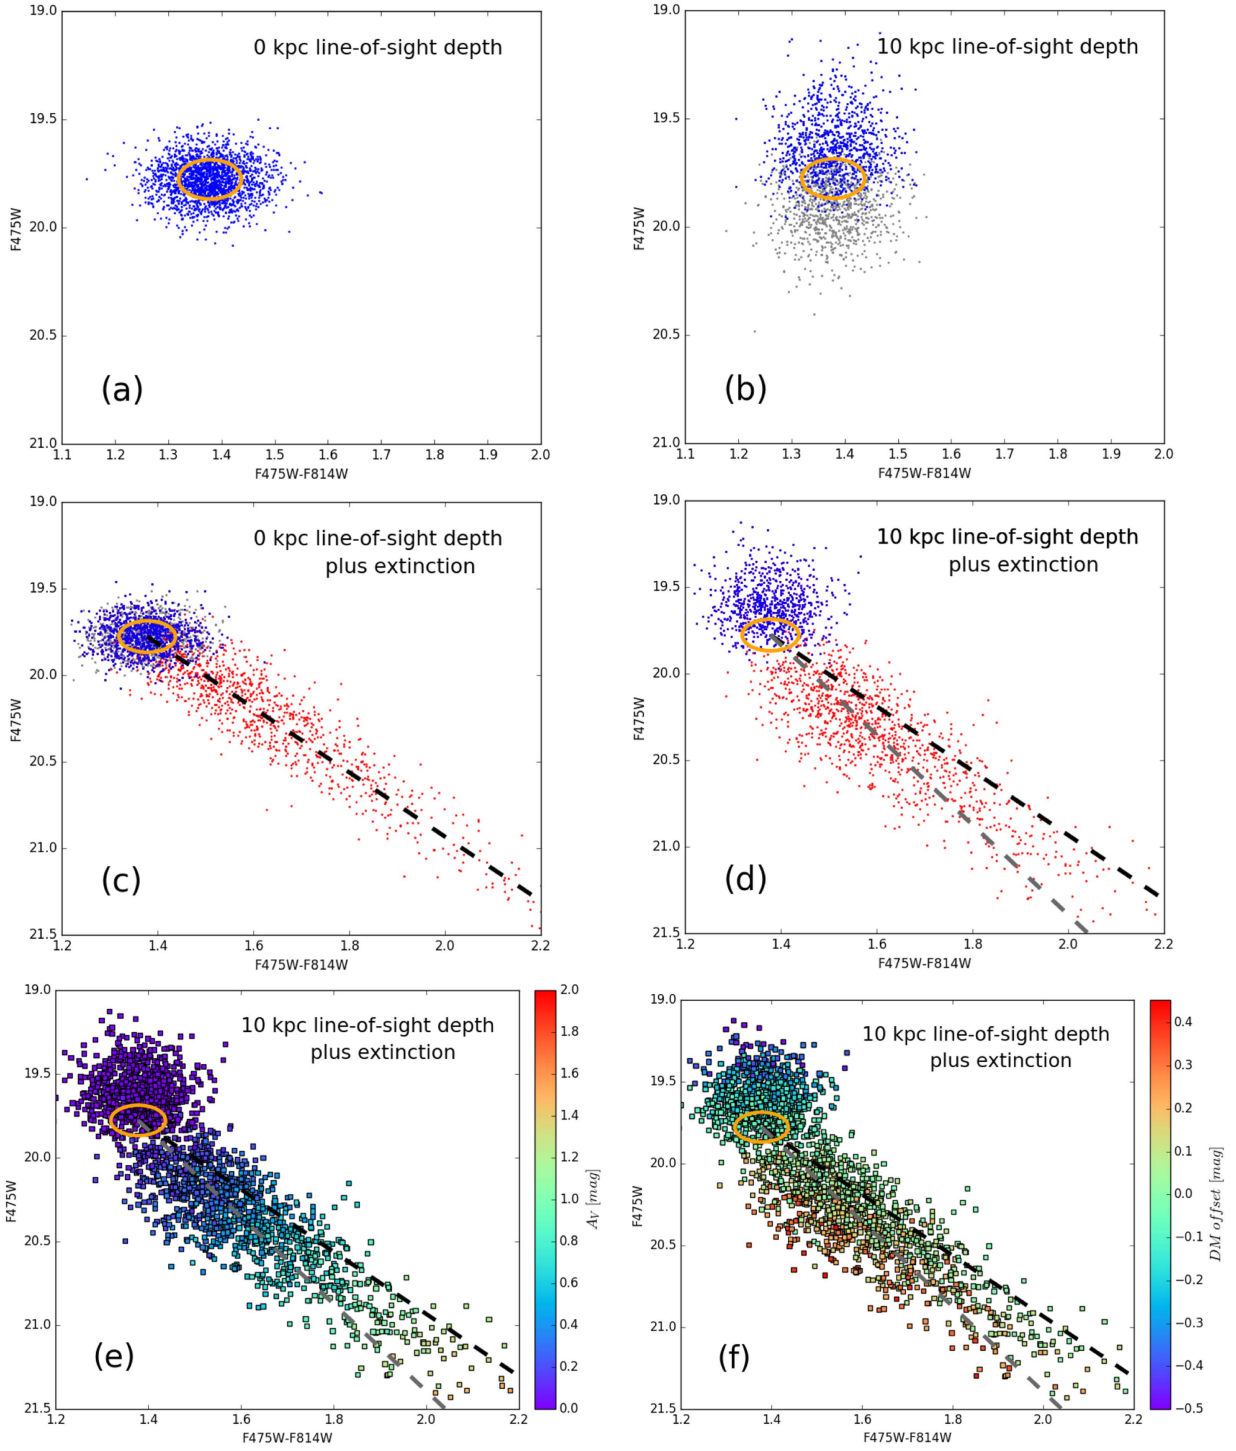 19.0
0 kpc line-of-sight depth
19.5
20.0
F475W
20.5
(a)
21.0
1.1 1.2 1.3 1.4 1.5 1.6 1.7 1.8 1.9 2.0
F475W-F814W
19.0
10 kpc line-of-sight depth
19.5
20.0
F475W
20.5
(b)
21.0
1.1 1.2 1.3 1.4 1.5 1.6 1.7 1.8 1.9 2.0
F475W-F814W
19.0
0 kpc line-of-sight depth
plus extinction
19.5
20.0
F475W
20.5
21.0
(c)
21.5
1.2 1.4 1.6 1.8 2.0 2.2
F475W-F814W
19.0
10 kpc line-of-sight depth
plus extinction
19.5
20.0
F475W
20.5
21.0
(d)
21.5
1.2 1.4 1.6 1.8 2.0 2.2
F475W-F814W
19.0
10 kpc line-of-sight depth
plus extinction
19.5
20.0
F475W
20.5
21.0
(e)
21.5
1.2 1.4 1.6 1.8 2.0 2.2
F475W-F814W
2.0
1.8
1.6
1.4
1.2
1.0
0.8
0.6
0.4
0.2
0.0
AV [mag]
19.0
10 kpc line-of-sight depth
plus extinction
19.5
20.0
F475W
20.5
21.0
(f)
21.5
1.2 1.4 1.6 1.8 2.0 2.2
F475W-F814W
0.4
0.3
0.2
0.1
0.0
−0.1
−0.2
−0.3
−0.4
−0.5
DM offset [mag]